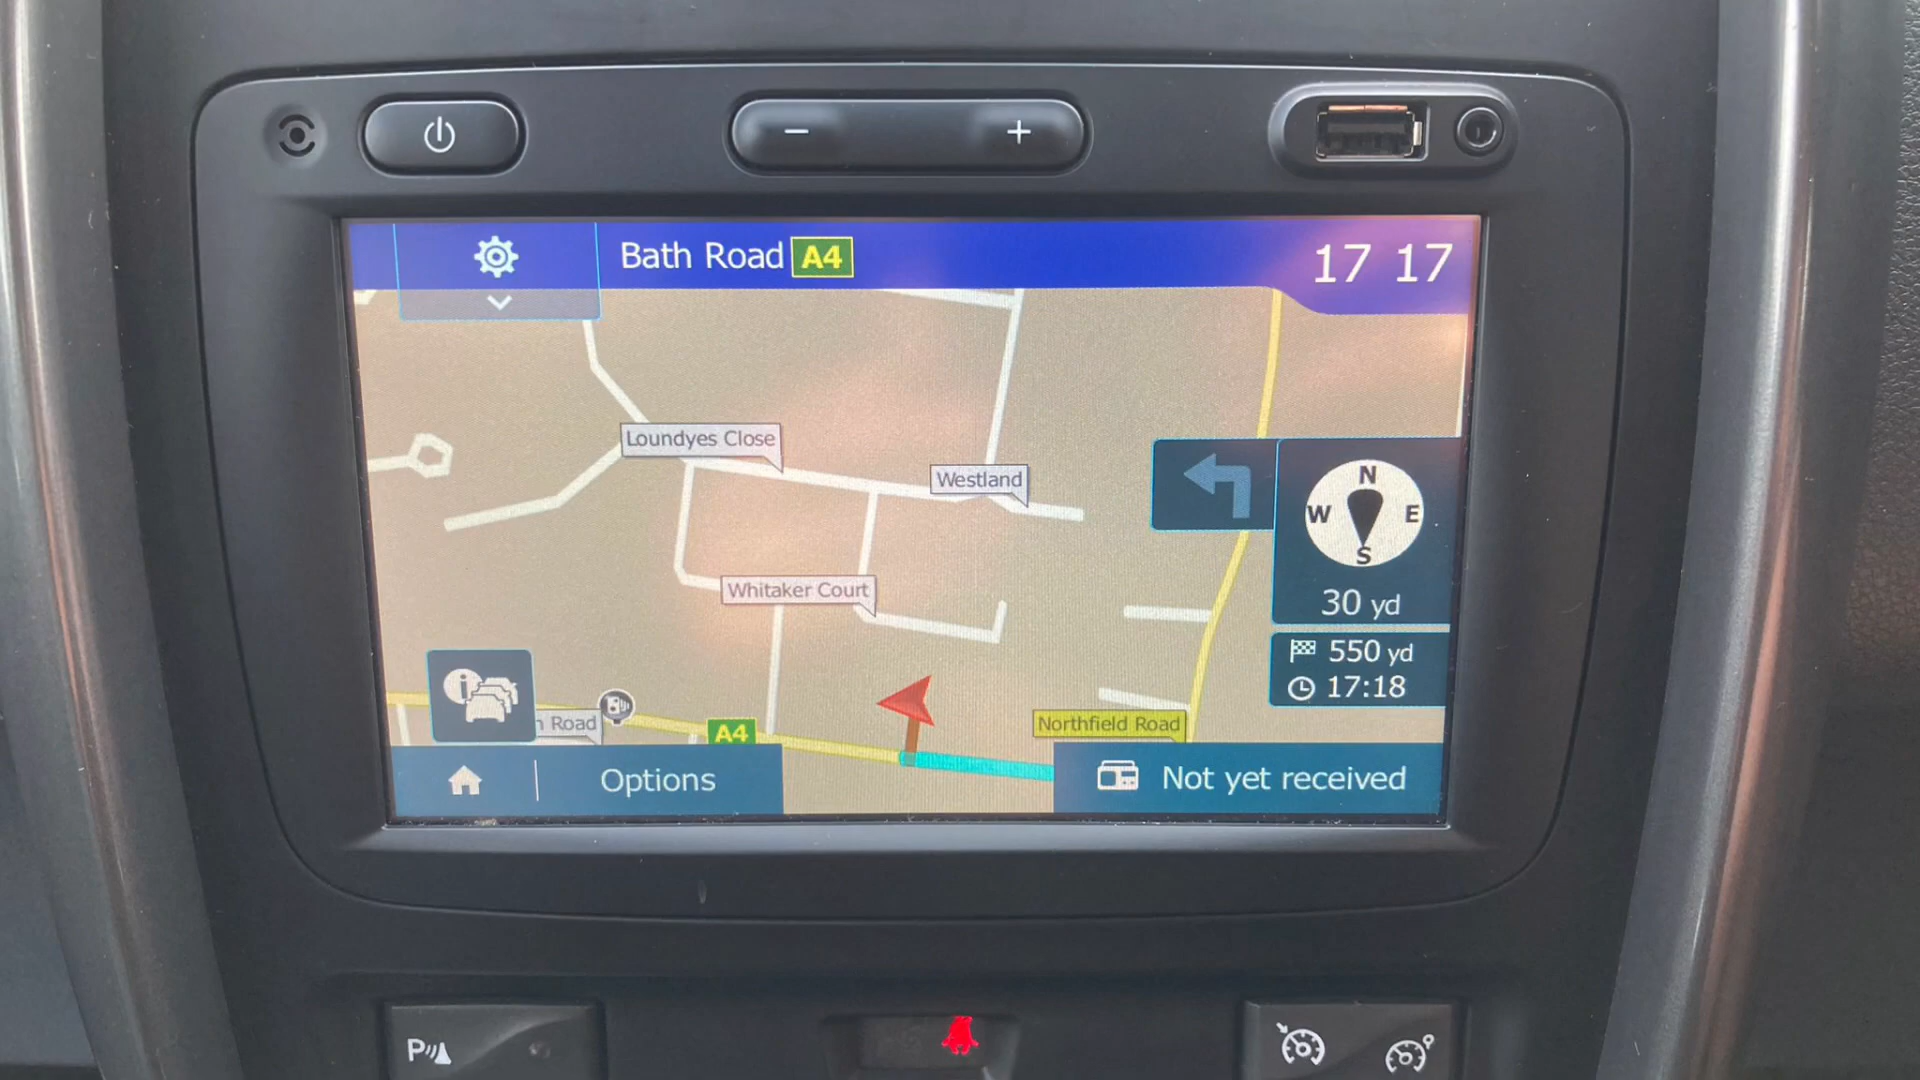 Bath Road A4
17 17
Loundyes Close
Westland
N
W E
S
Whitaker Court
30 yd
550 yd
17:18
Road
A4
Northfield Road
Options
Not yet received
P